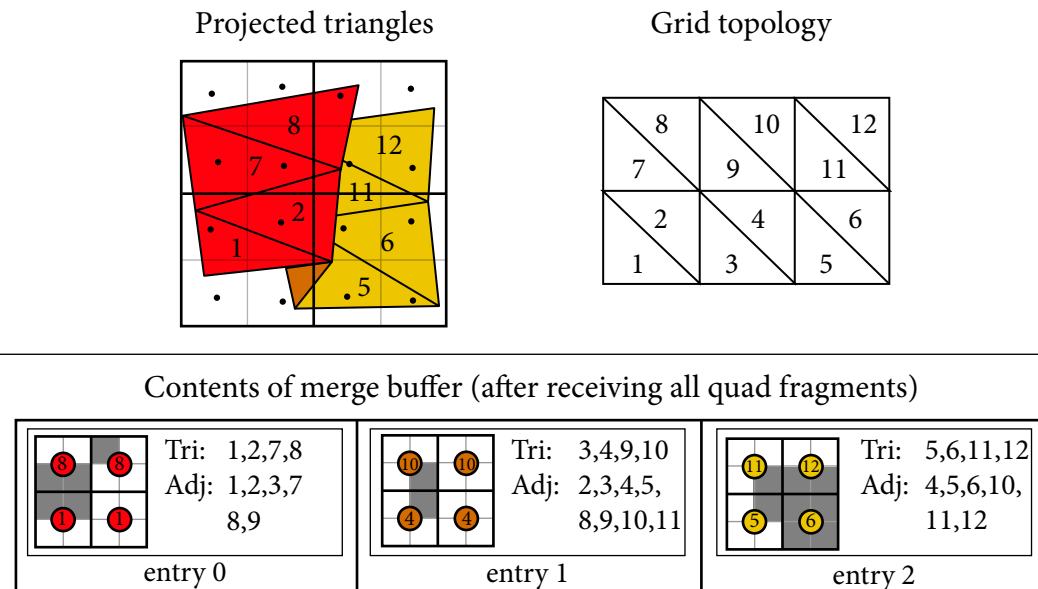 Projected triangles
Grid topology
8
12
7
11
2
6
1
5
8
10
12
7
9
11
2
4
6
1
3
5
Contents of merge buffer (after receiving all quad fragments)
8 8
1 1
Tri: 1,2,7,8
Adj: 1,2,3,7
8,9
entry 0
10 10
4 4
Tri: 3,4,9,10
Adj: 2,3,4,5,
8,9,10,11
entry 1
11 12
5 6
Tri: 5,6,11,12
Adj: 4,5,6,10,
11,12
entry 2